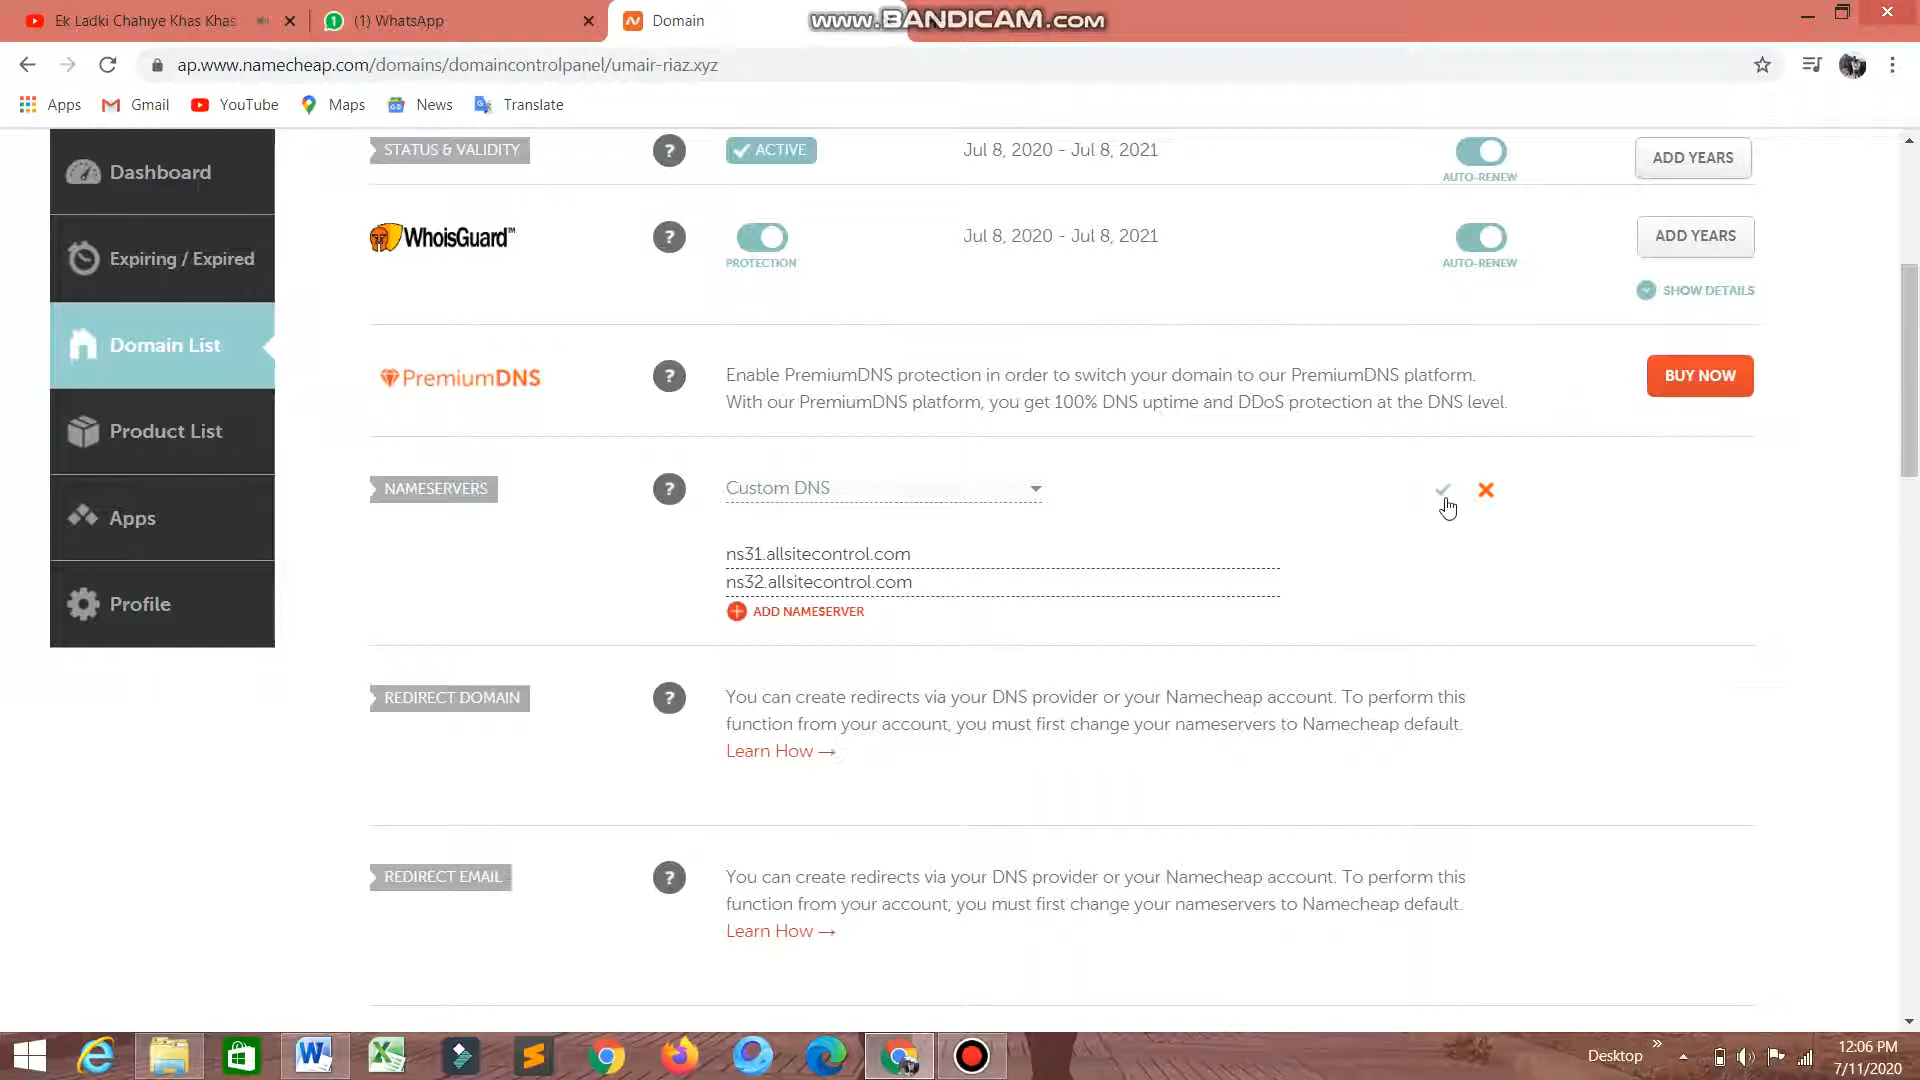 Ek Ladki Chahiye Khas Khas
(1) WhatsApp
Domain
www.BANDICAM.com
ap.www.namecheap.com/domains/domaincontrolpanel/umair-riaz.xyz
Apps
Gmail
YouTube
Maps
News
Translate
Dashboard
Expiring / Expired
Domain List
Product List
Apps
Profile
STATUS & VALIDITY
?
ACTIVE
Jul 8, 2020 - Jul 8, 2021
AUTO-RENEW
ADD YEARS
WhoisGuard™
?
PROTECTION
Jul 8, 2020 - Jul 8, 2021
AUTO-RENEW
ADD YEARS
SHOW DETAILS
PremiumDNS
?
Enable PremiumDNS protection in order to switch your domain to our PremiumDNS platform.
With our PremiumDNS platform, you get 100% DNS uptime and DDoS protection at the DNS level.
BUY NOW
NAMESERVERS
?
Custom DNS
ns31.allsitecontrol.com
ns32.allsitecontrol.com
ADD NAMESERVER
REDIRECT DOMAIN
?
You can create redirects via your DNS provider or your Namecheap account. To perform this
function from your account, you must first change your nameservers to Namecheap default.
Learn How →
REDIRECT EMAIL
?
You can create redirects via your DNS provider or your Namecheap account. To perform this
function from your account, you must first change your nameservers to Namecheap default.
Learn How →
Desktop
12:06 PM
7/11/2020